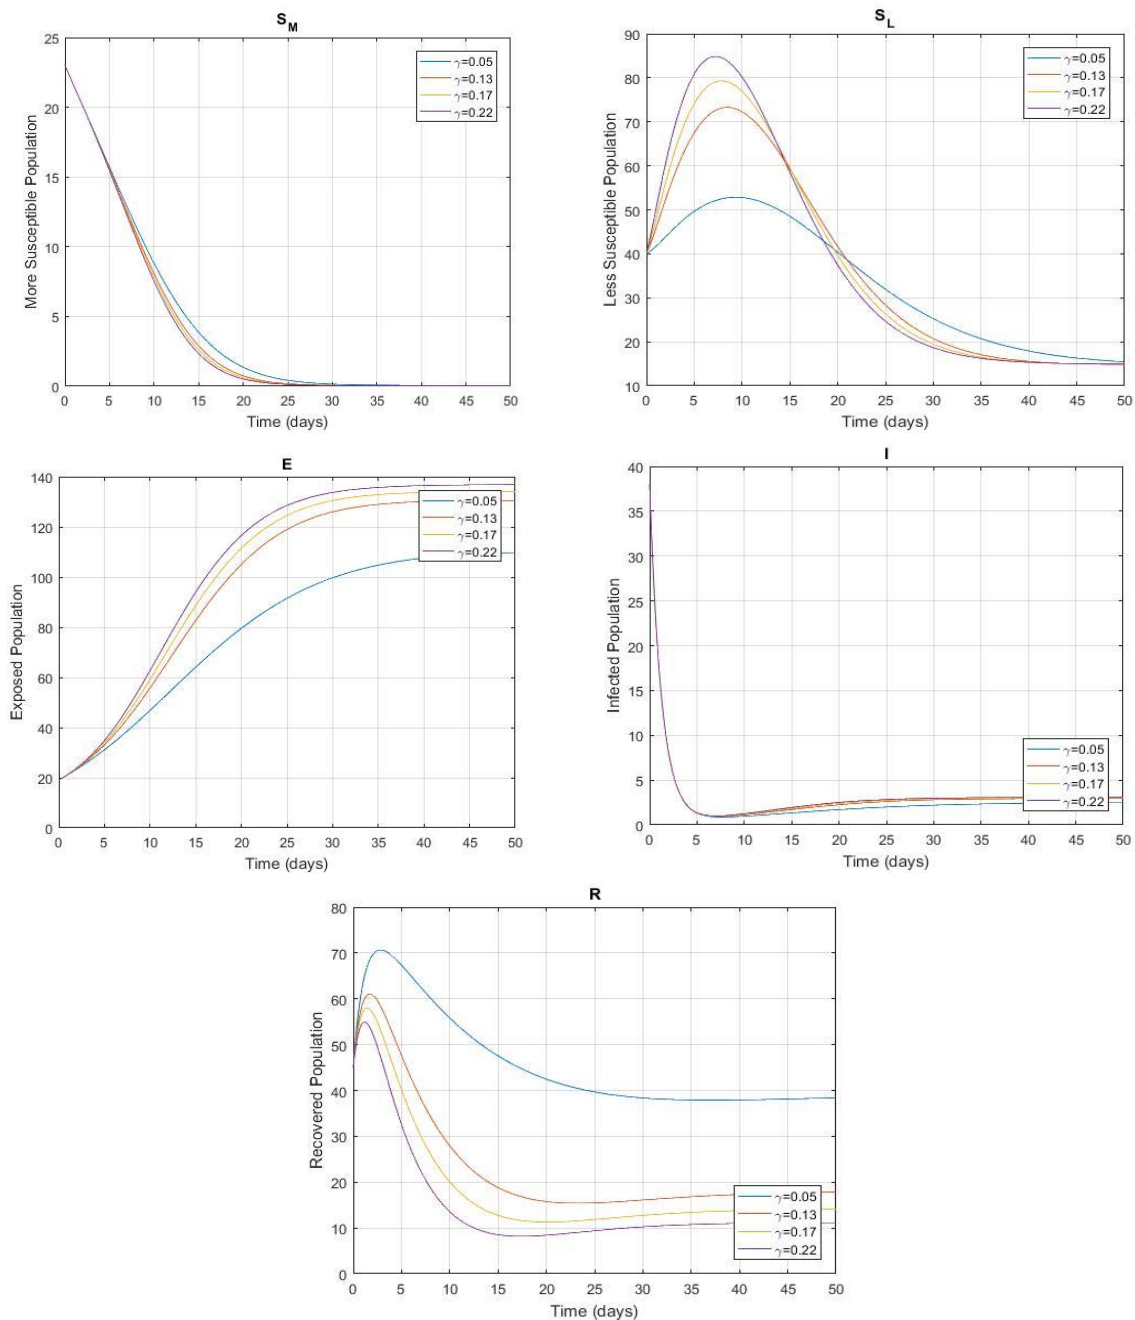 S_M
More Susceptible Population
25
20
15
10
5
0
0 5 10 15 20 25 30 35 40 45 50
Time (days)
γ=0.05
γ=0.13
γ=0.17
γ=0.22
S_L
Less Susceptible Population
90
80
70
60
50
40
30
20
10
0 5 10 15 20 25 30 35 40 45 50
Time (days)
γ=0.05
γ=0.13
γ=0.17
γ=0.22
E
Exposed Population
140
120
100
80
60
40
20
0
0 5 10 15 20 25 30 35 40 45 50
Time (days)
γ=0.05
γ=0.13
γ=0.17
γ=0.22
I
Infected Population
40
35
30
25
20
15
10
5
0
0 5 10 15 20 25 30 35 40 45 50
Time (days)
γ=0.05
γ=0.13
γ=0.17
γ=0.22
R
Recovered Population
80
70
60
50
40
30
20
10
0
0 5 10 15 20 25 30 35 40 45 50
Time (days)
γ=0.05
γ=0.13
γ=0.17
γ=0.22